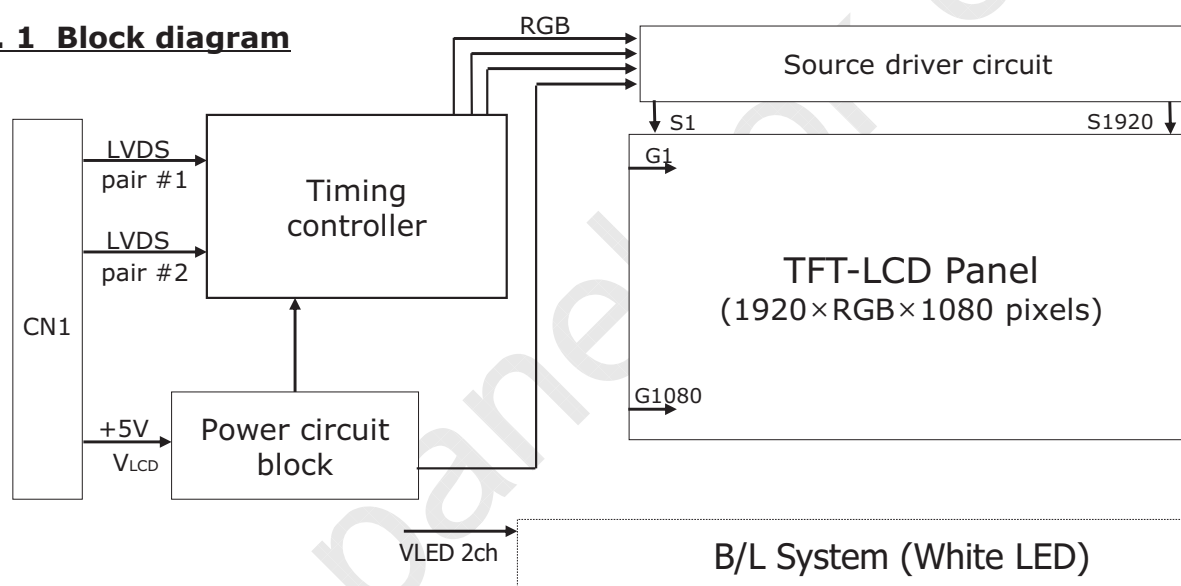 . 1 Block diagram
RGB
Source driver circuit
S1
S1920
LVDS
pair #1
G1
Timing
controller
LVDS
pair #2
TFT-LCD Panel
(1920×RGB×1080 pixels)
CN1
G1080
+5V
VLCD
Power circuit
block
VLED 2ch
B/L System (White LED)